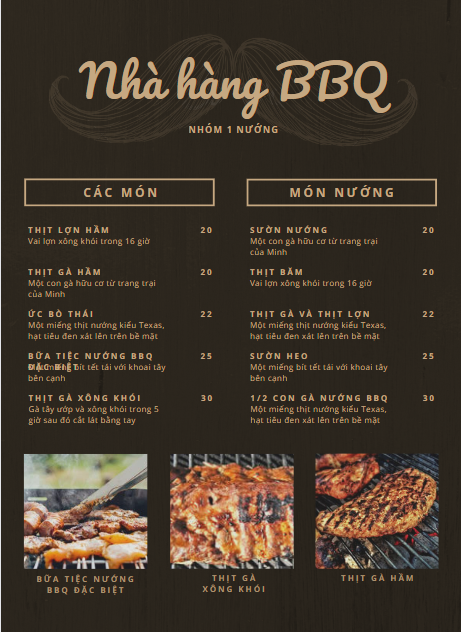 Nhà hàng BBQ
NHÓM 1 NƯỚNG
CÁC MÓN
THỊT LỢN HẦM 20
Vai lợn xông khói trong 16 giờ
THỊT GÀ HẦM 20
Một con gà hữu cơ từ trang trại
của Minh
ỨC BÒ THÁI 22
Một miếng thịt nướng kiểu Texas,
hạt tiêu đen xát lên trên bề mặt
BỮA TIỆC NƯỚNG BBQ 25
ĐẶC BIỆT
Một miếng bít tết tái với khoai tây
bên cạnh
THỊT GÀ XÔNG KHÓI 30
Gà tây ướp và xông khói trong 5
giờ sau đó cắt lát bằng tay
MÓN NƯỚNG
SƯỜN NƯỚNG 20
Một con gà hữu cơ từ trang trại
của Minh
THỊT BĂM 20
Vai lợn xông khói trong 16 giờ
THỊT GÀ VÀ THỊT LỢN 22
Một miếng thịt nướng kiểu Texas,
hạt tiêu đen xát lên trên bề mặt
SƯỜN HEO 25
Một miếng bít tết tái với khoai tây
bên cạnh
1/2 CON GÀ NƯỚNG BBQ 30
Một miếng thịt nướng kiểu Texas,
hạt tiêu đen xát lên trên bề mặt
BỮA TIỆC NƯỚNG
BBQ ĐẶC BIỆT
THỊT GÀ
XÔNG KHÓI
THỊT GÀ HẦM